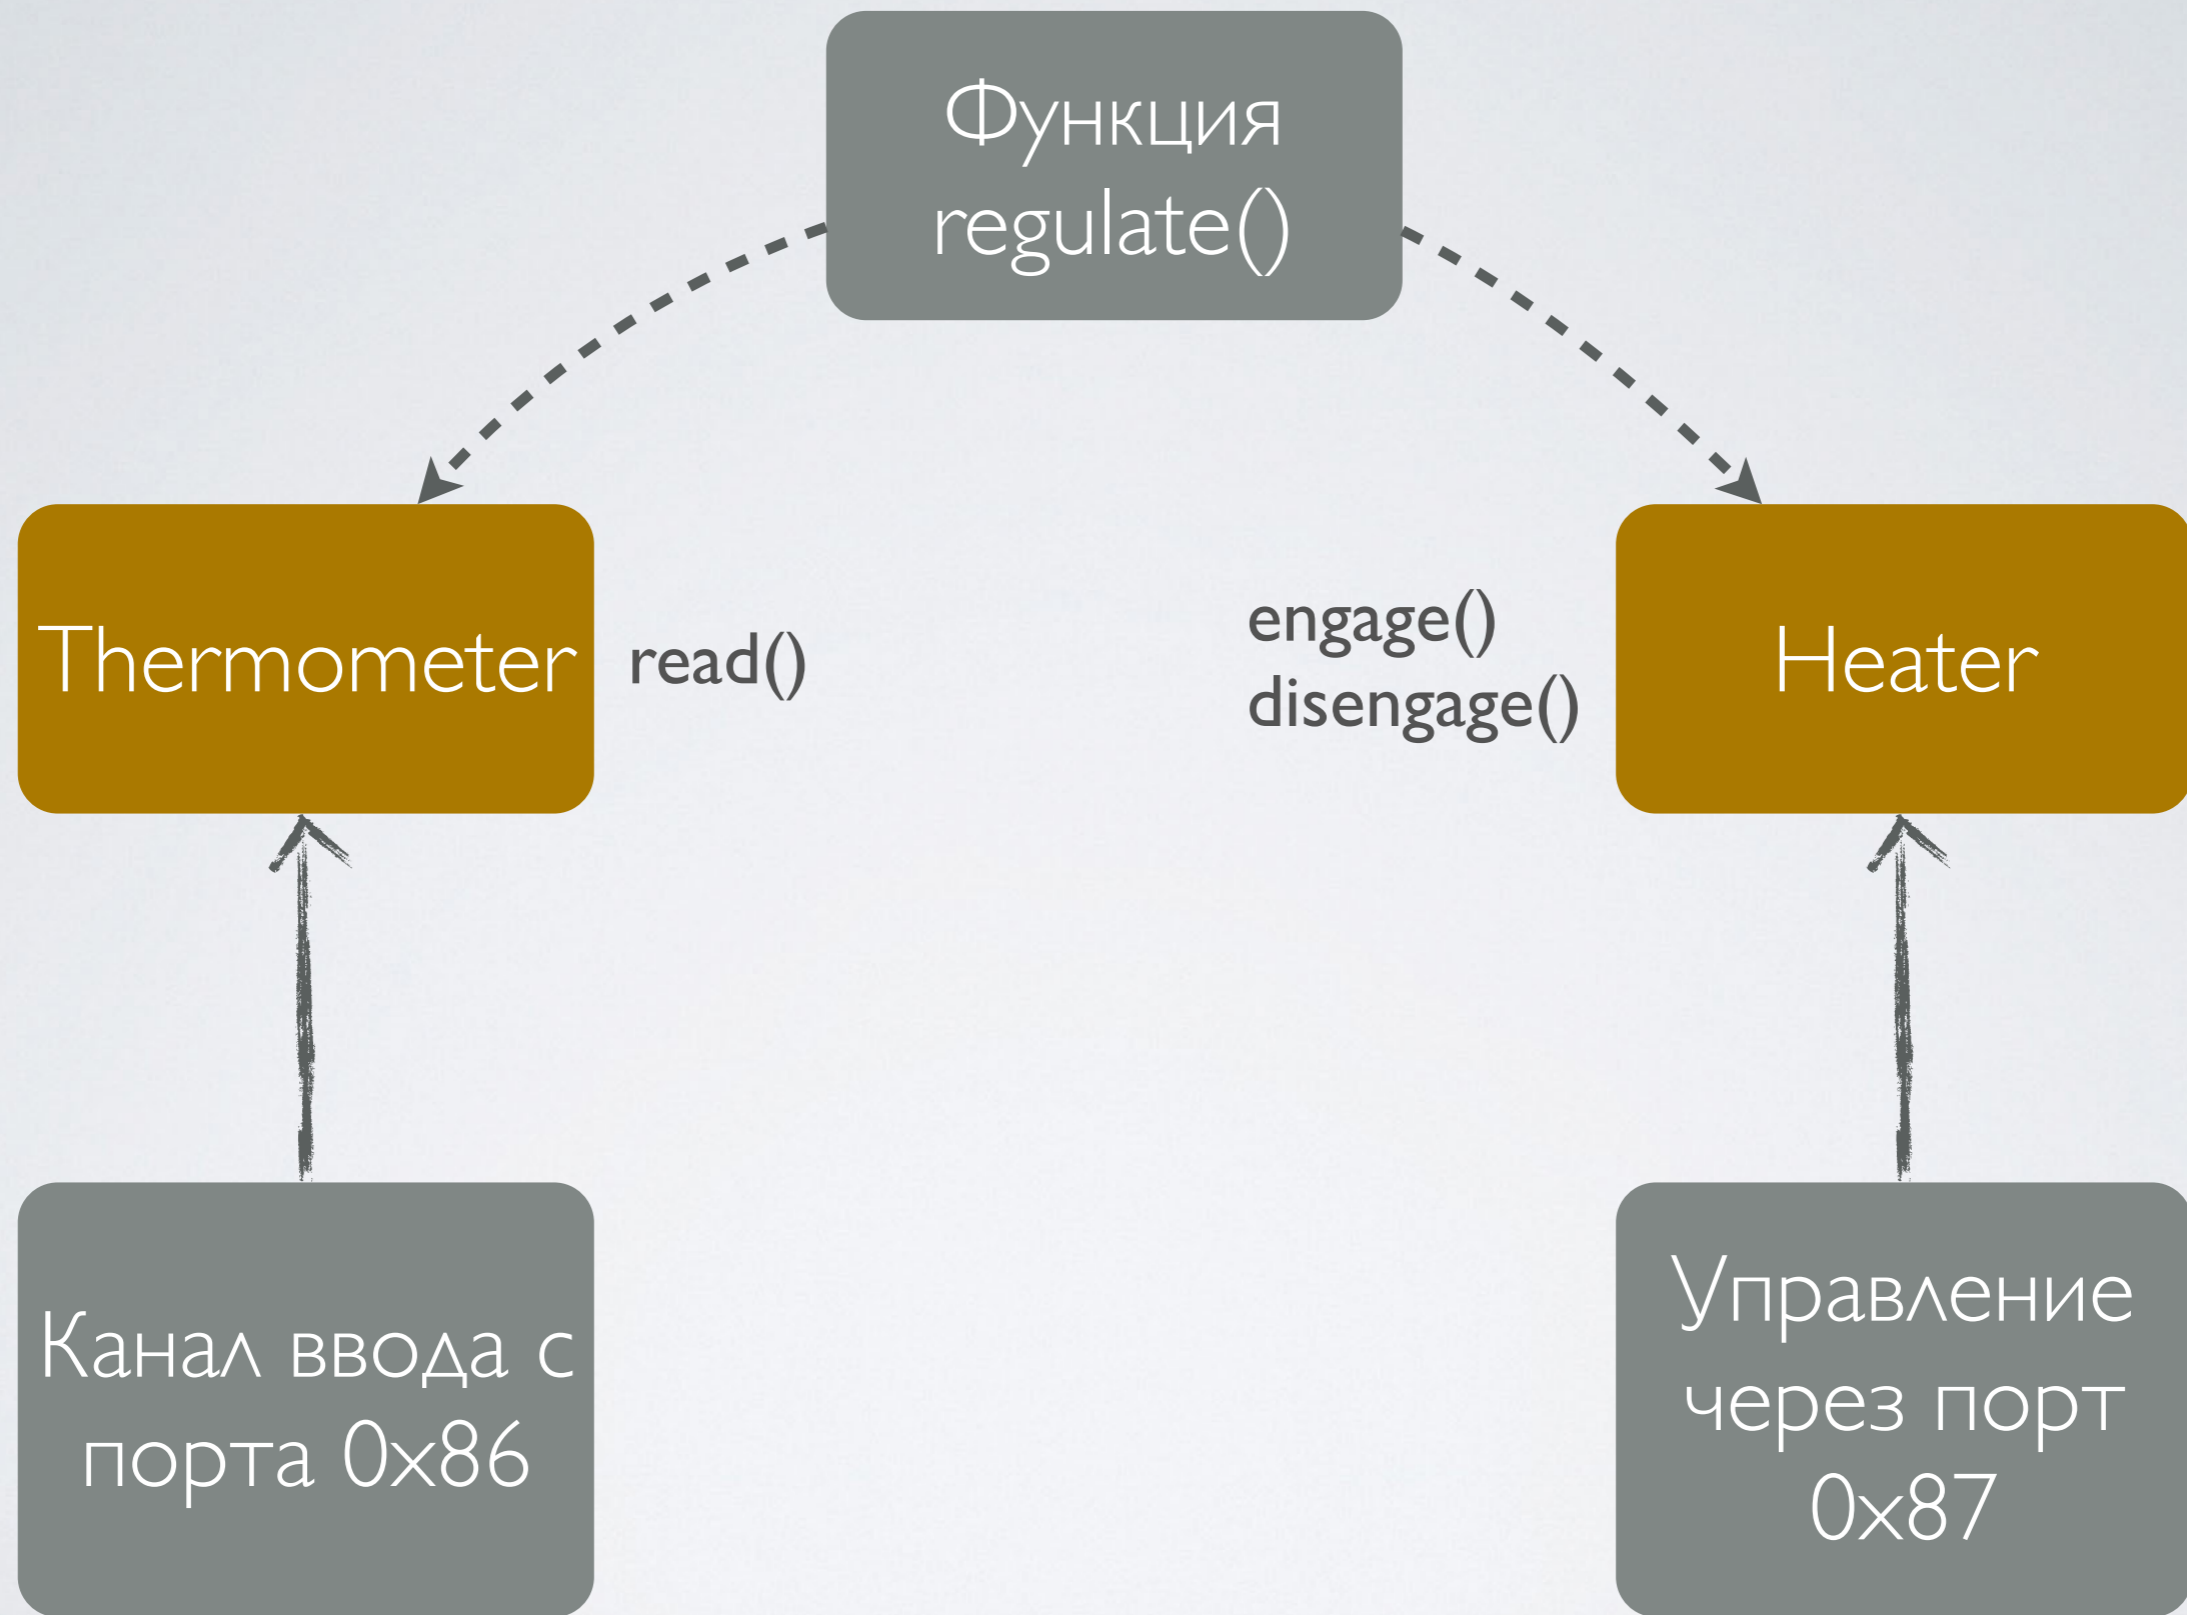 Функция
regulate()
Thermometer
read()
engage()
disengage()
Heater
Канал ввода с
порта 0x86
Управление
через порт
0x87